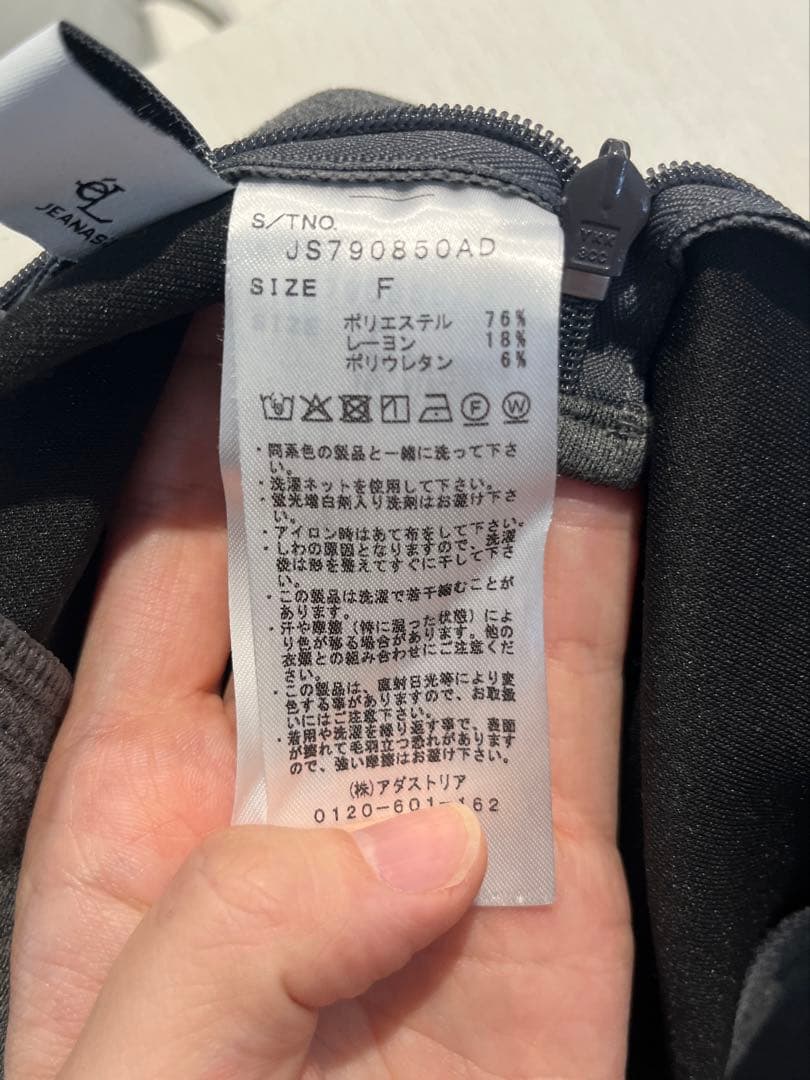 JEANAS
S/TNO.
JS790850AD
SIZE F
ポリエステル 76%
レーヨン 18%
ポリウレタン 6%
F W
・同系色の製品と一緒に洗って下さ
い。
・洗濯ネットを使用して下さい。
・蛍光増白剤入り洗剤はお避け下さ
い。
・アイロン時はあて布をして下さい。
・しわの原因となりますので、洗濯
後は形を整えてすぐに干して下さ
い。
・この製品は洗濯で若干縮むことが
あります。
・汗や摩擦(特に湿った状態)によ
り色が移る場合があります。他の
衣類との組み合わせにご注意くだ
さい。
・この製品は、直射日光等により変
色する事がありますので、お取扱
いにはご注意下さい。
・着用や洗濯を繰り返す事で、表面
が擦れて毛羽立つ恐れがあります
ので、強い摩擦はお避け下さい。
(株)アダストリア
0120-601-162
YKK